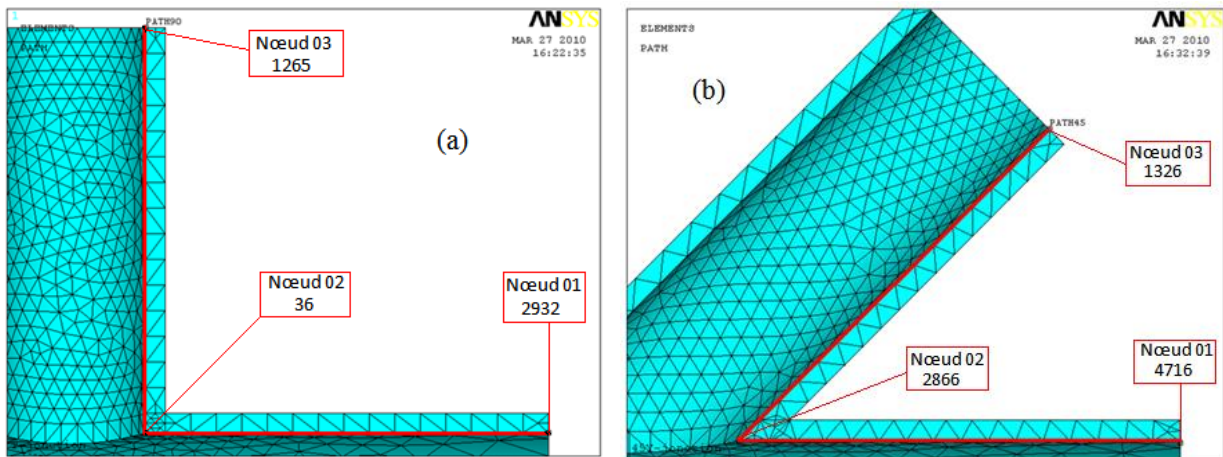 1
ELEMENTS
PATH
PATH90
ANSYS
MAR 27 2010
16:22:35
Nœud 03
1265
(a)
Nœud 02
36
Nœud 01
2932
ELEMENTS
PATH
ANSYS
MAR 27 2010
16:32:39
(b)
PATH45
Nœud 03
1326
Nœud 02
2866
Nœud 01
4716